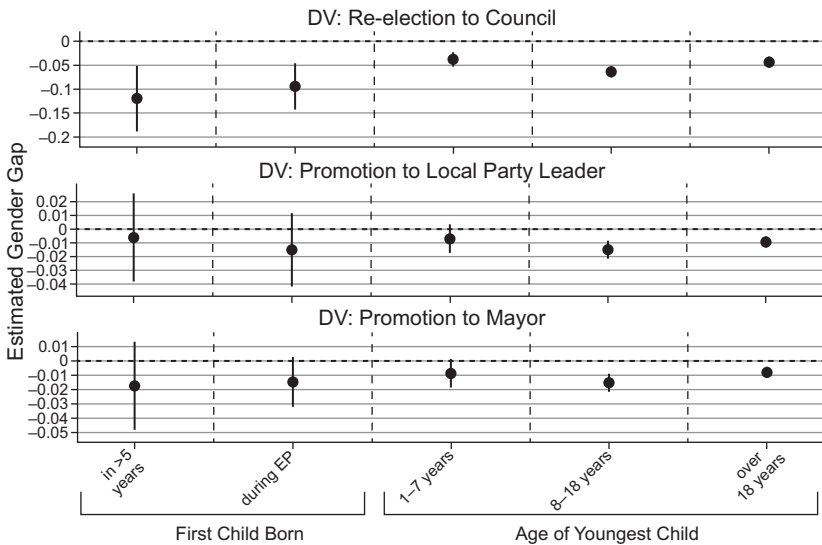 DV: Re-election to Council
0
–0.05
–0.1
–0.15
–0.2
DV: Promotion to Local Party Leader
0.02
0.01
0
–0.01
–0.02
–0.03
–0.04
DV: Promotion to Mayor
0.01
0
–0.01
–0.02
–0.03
–0.04
–0.05
Estimated Gender Gap
in >5
years
during EP
1–7 years
8–18 years
over
18 years
First Child Born
Age of Youngest Child